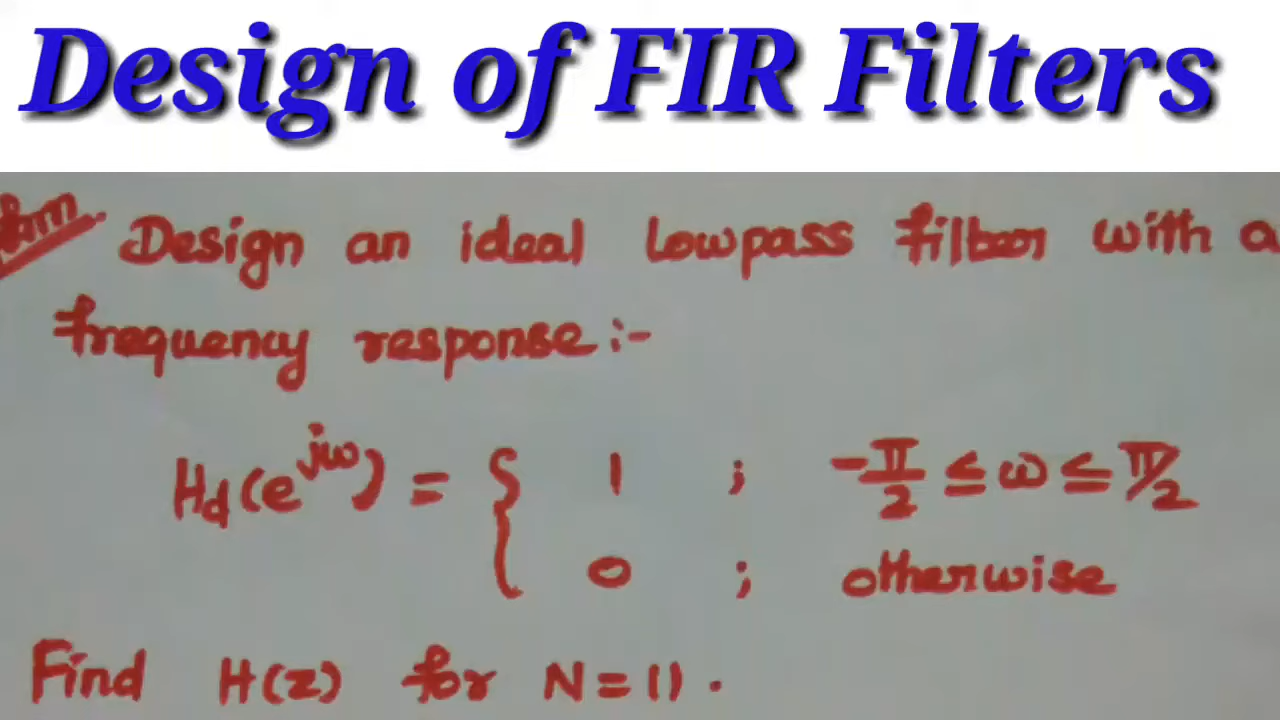 Design of FIR Filters
Design an ideal lowpass filter with a
frequency response:-
Hd(e^jω) = { 1 ; -π/2 ≤ ω ≤ π/2
0 ; otherwise
Find H(z) for N=11.